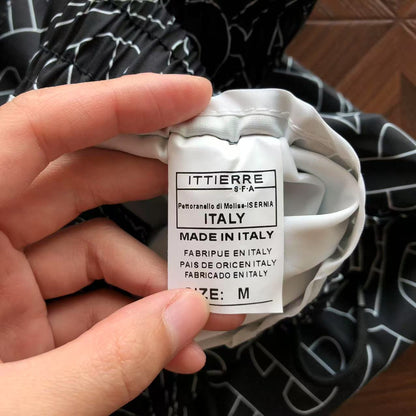 ITTIERRE
S·F·A
Pettoranello di Molise-ISERNIA
ITALY
MADE IN ITALY
FABRIPUE EN ITALY
PAIS DE ORICEN ITALY
FABRICADO EN ITALY
SIZE: M